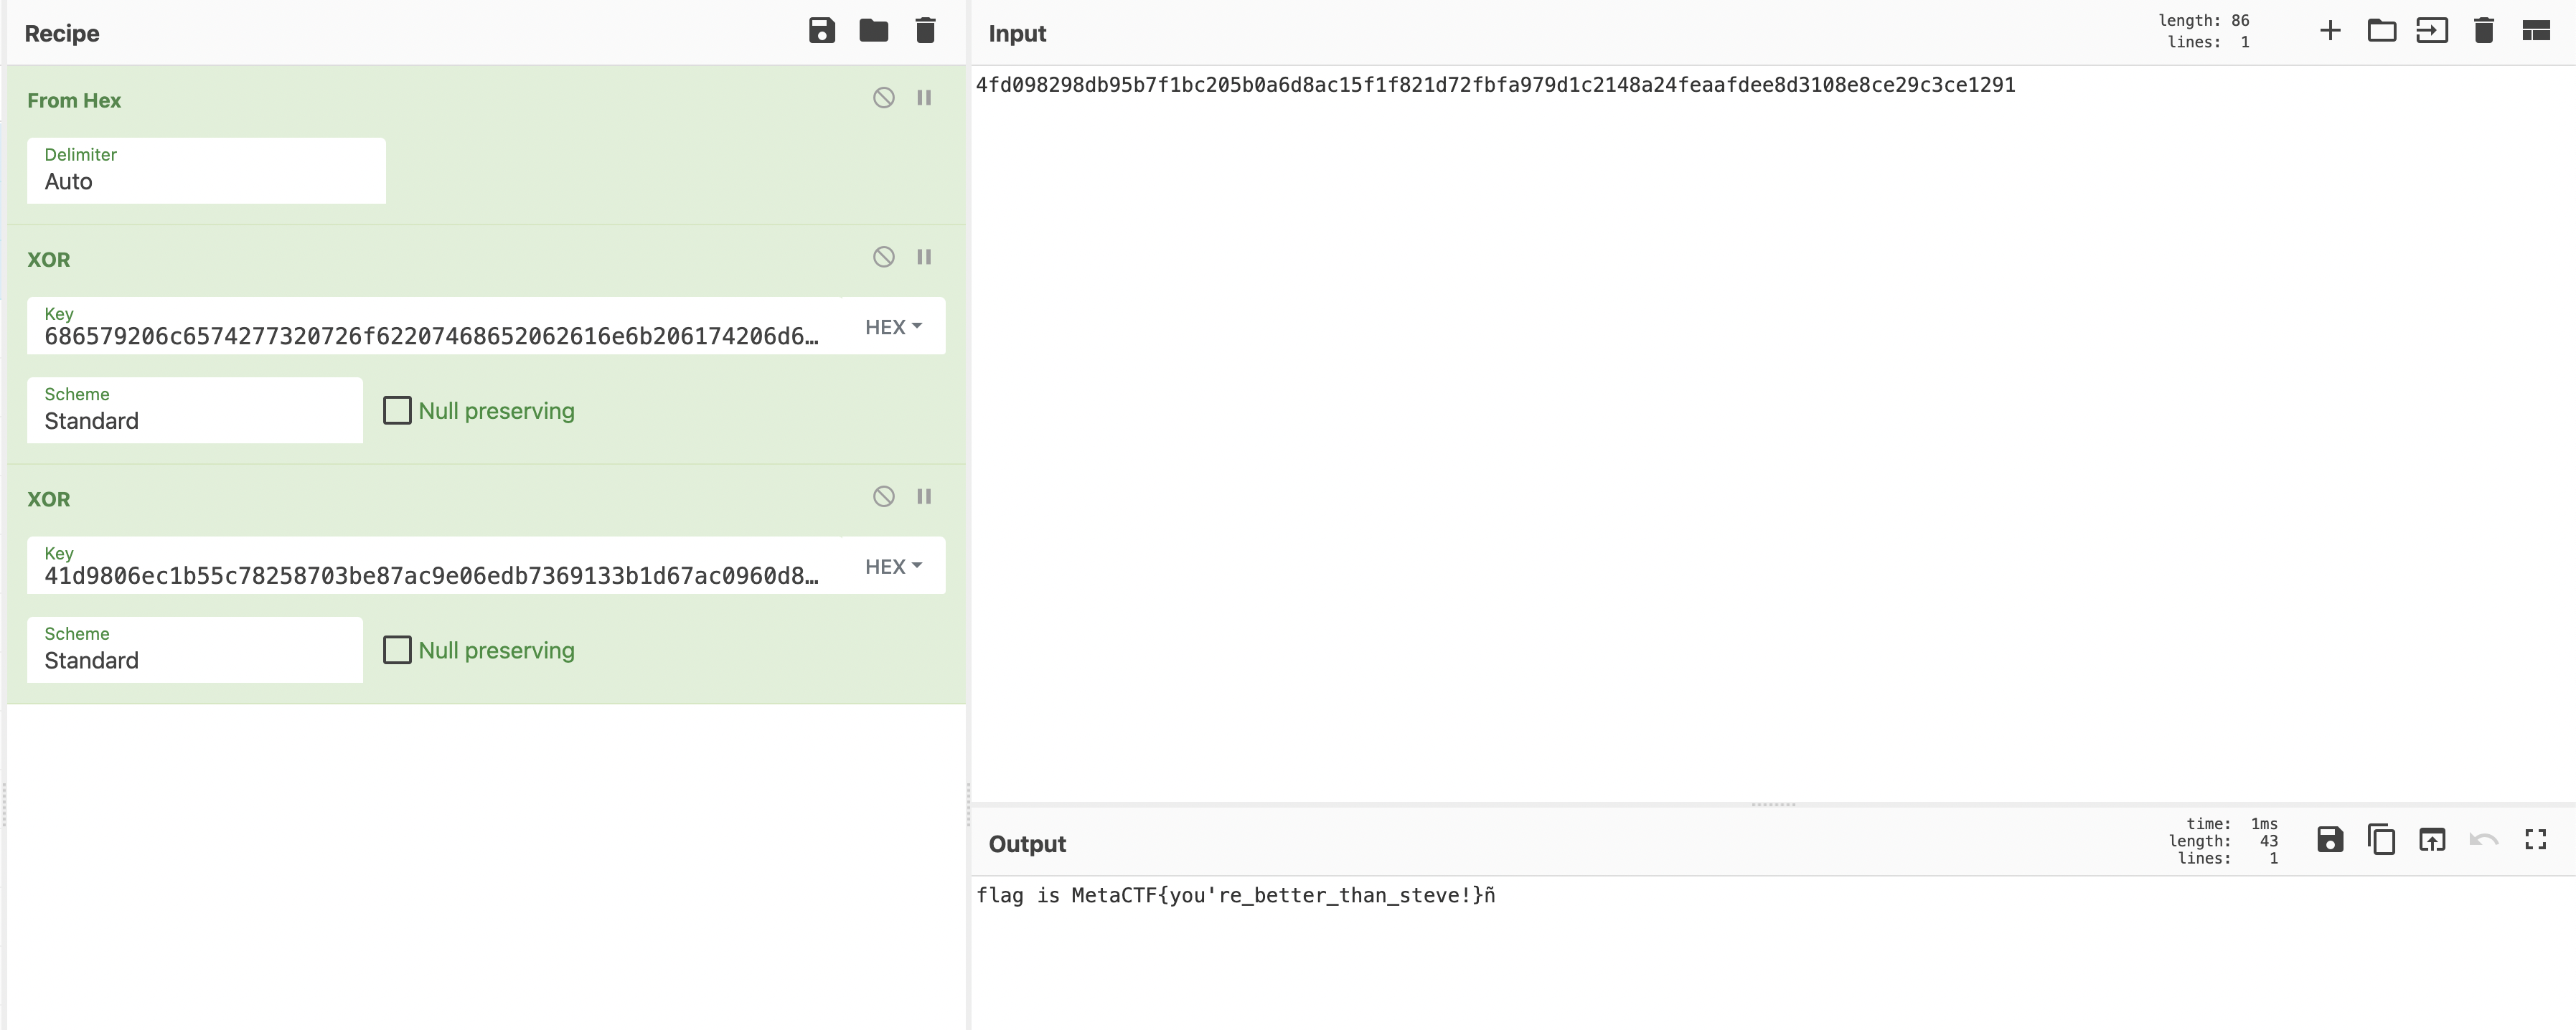 Recipe
From Hex
Delimiter
Auto
XOR
Key
686579206c6574277320726f62207468652062616e6b206174206d6…
HEX
Scheme
Standard
Null preserving
XOR
Key
41d9806ec1b55c78258703be87ac9e06edb7369133b1d67ac0960d8…
HEX
Scheme
Standard
Null preserving
Input
length: 86
lines: 1
4fd098298db95b7f1bc205b0a6d8ac15f1f821d72fbfa979d1c2148a24feaafdee8d3108e8ce29c3ce1291
Output
time: 1ms
length: 43
lines: 1
flag is MetaCTF{you're_better_than_steve!}ñ